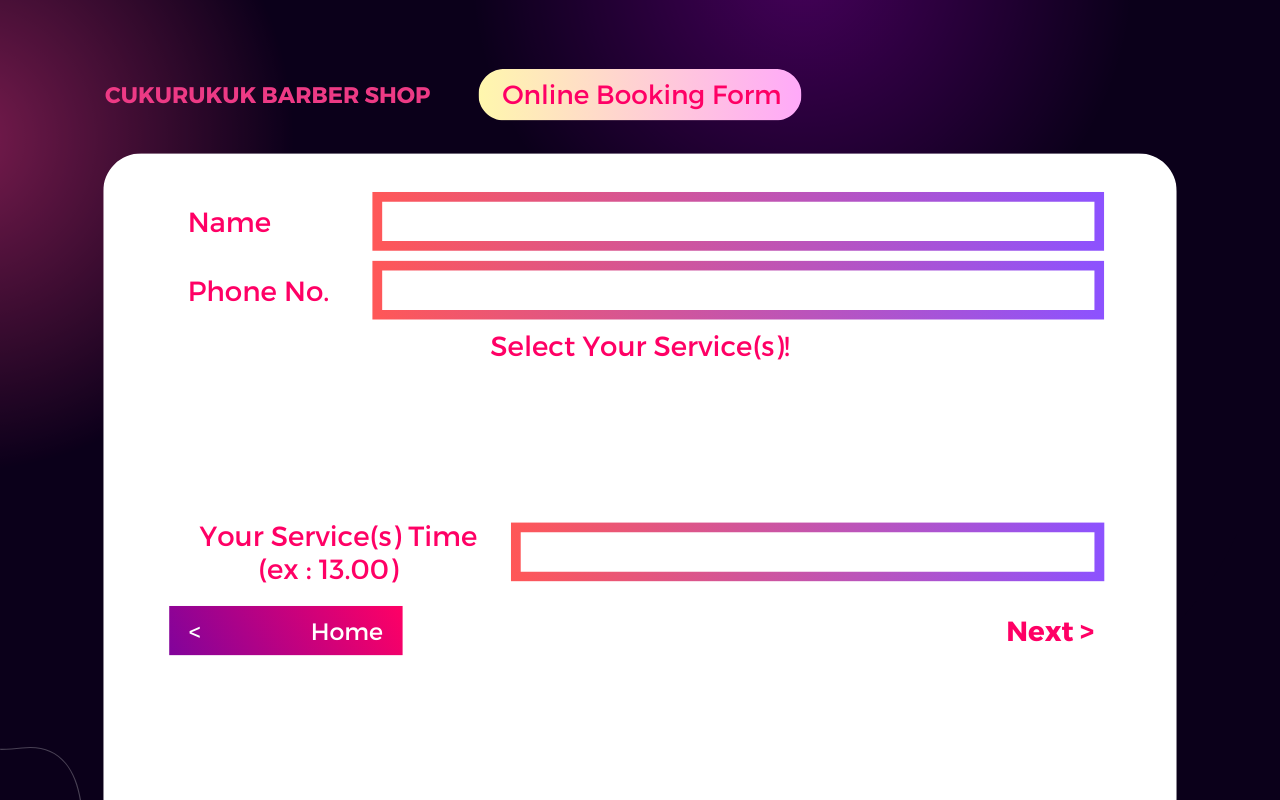 CUKURUKUK BARBER SHOP
Online Booking Form
Name
Phone No.
Select Your Service(s)!
Your Service(s) Time
(ex : 13.00)
< Home
Next >